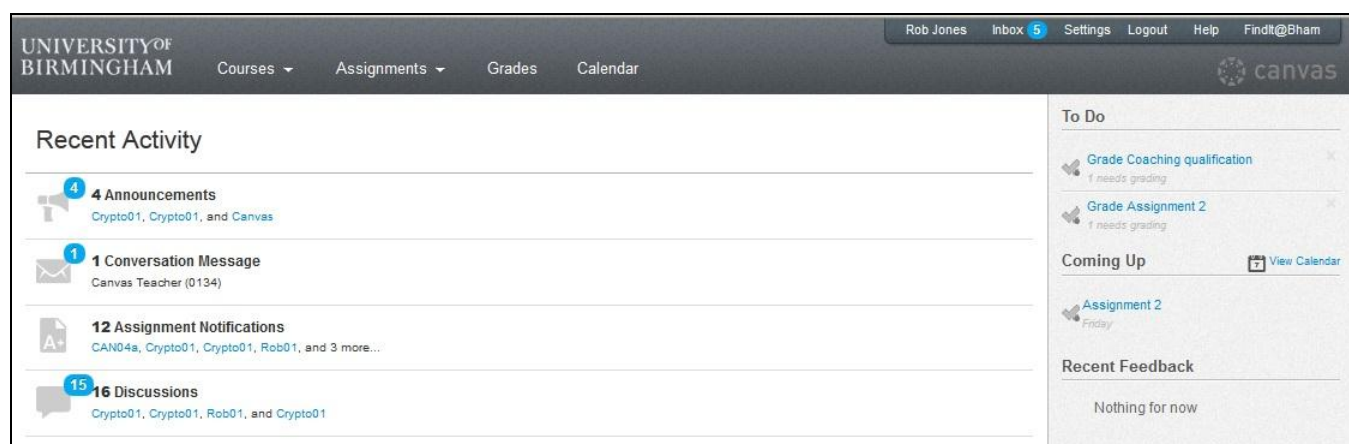 Rob Jones Inbox 5 Settings Logout Help FindIt@Bham
UNIVERSITY OF
BIRMINGHAM
Courses Assignments Grades Calendar
canvas
Recent Activity
4
4 Announcements
Crypto01, Crypto01, and Canvas
1
1 Conversation Message
Canvas Teacher (0134)
A+
12 Assignment Notifications
CAN04a, Crypto01, Crypto01, Rob01, and 3 more...
15
16 Discussions
Crypto01, Crypto01, Rob01, and Crypto01
To Do
Grade Coaching qualification
1 needs grading
Grade Assignment 2
1 needs grading
Coming Up
7 View Calendar
Assignment 2
Friday
Recent Feedback
Nothing for now